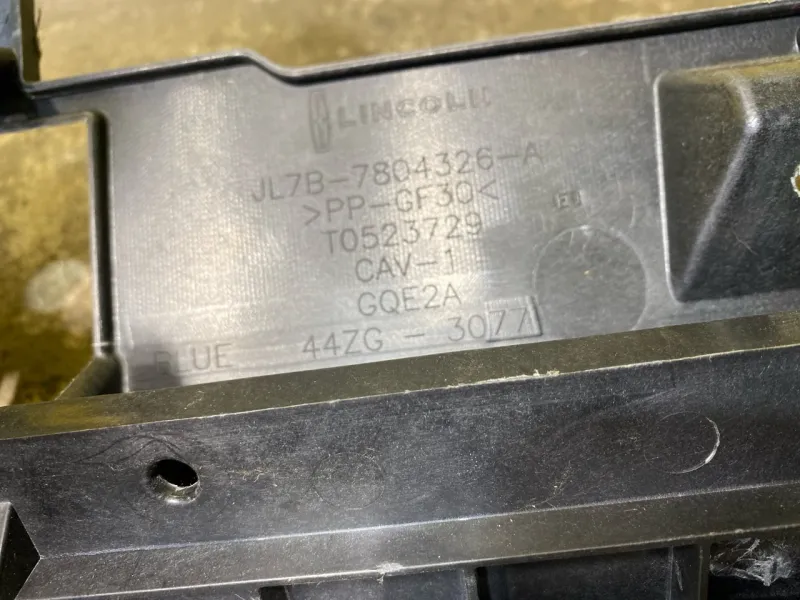 LINCOLN
JL7B-7804326-A
>PP-GF30<
T0523729
CAV-1
GQE2A
BLUE 44ZG - 3077